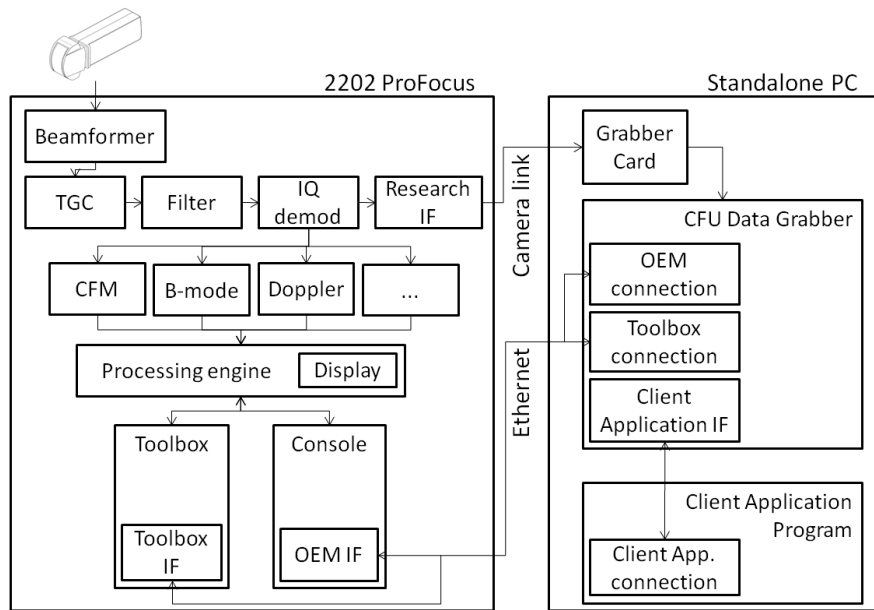 2202 ProFocus
Standalone PC
Beamformer
Grabber
Card
TGC
Filter
IQ
demod
Research
IF
Camera link
CFU Data Grabber
OEM
connection
CFM
B-mode
Doppler
...
Toolbox
connection
Processing engine
Display
Ethernet
Client
Application IF
Toolbox
Console
Toolbox
IF
OEM IF
Client Application
Program
Client App.
connection